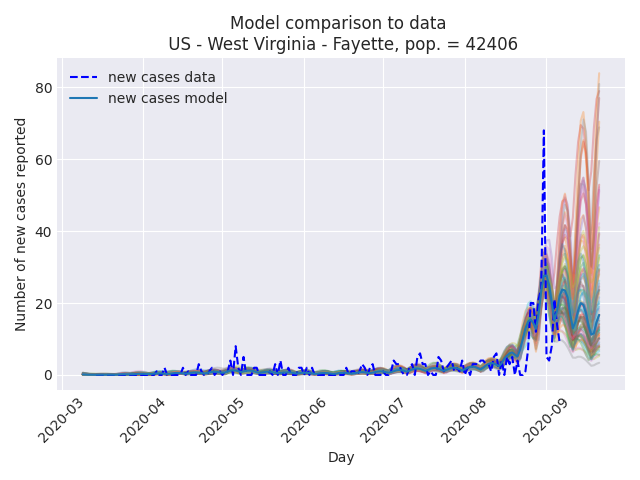 Model comparison to data
US - West Virginia - Fayette, pop. = 42406
new cases data
new cases model
Number of new cases reported
80
60
40
20
0
2020-03
2020-04
2020-05
2020-06
2020-07
2020-08
2020-09
Day